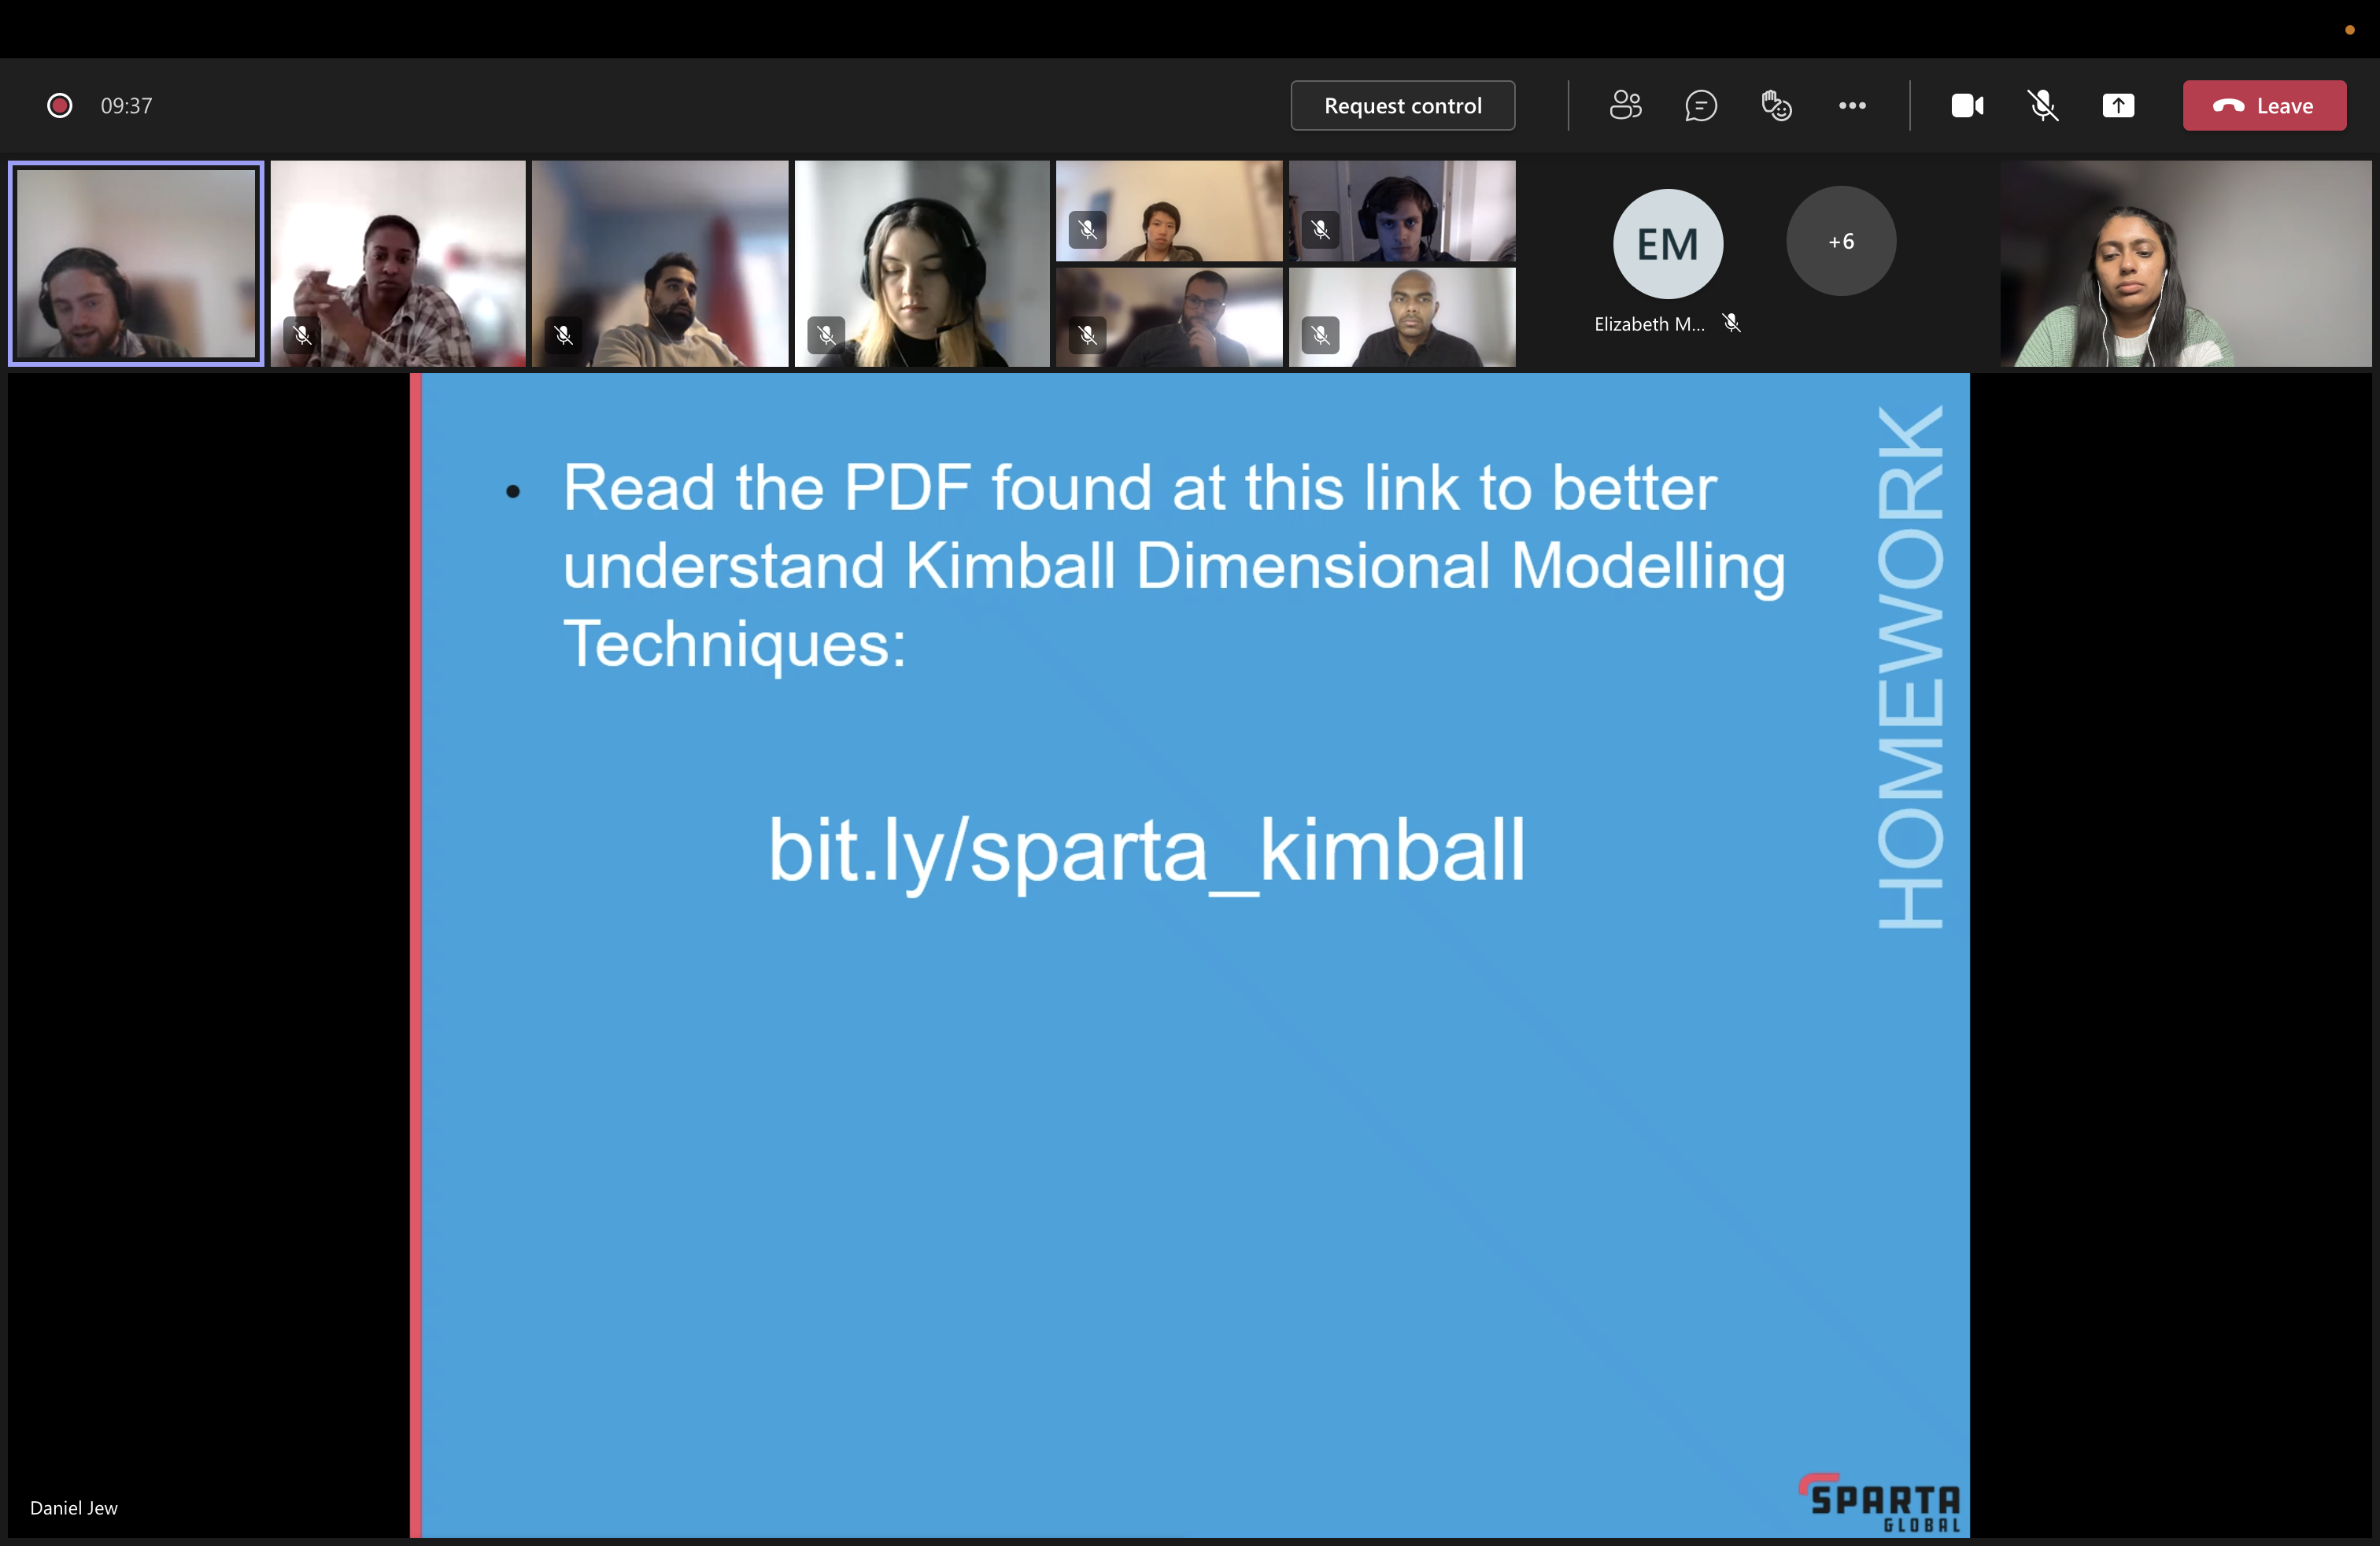 09:37
Request control
Leave
EM
+6
Elizabeth M...
HOMEWORK
• Read the PDF found at this link to better
understand Kimball Dimensional Modelling
Techniques:
bit.ly/sparta_kimball
Daniel Jew
SPARTA
GLOBAL